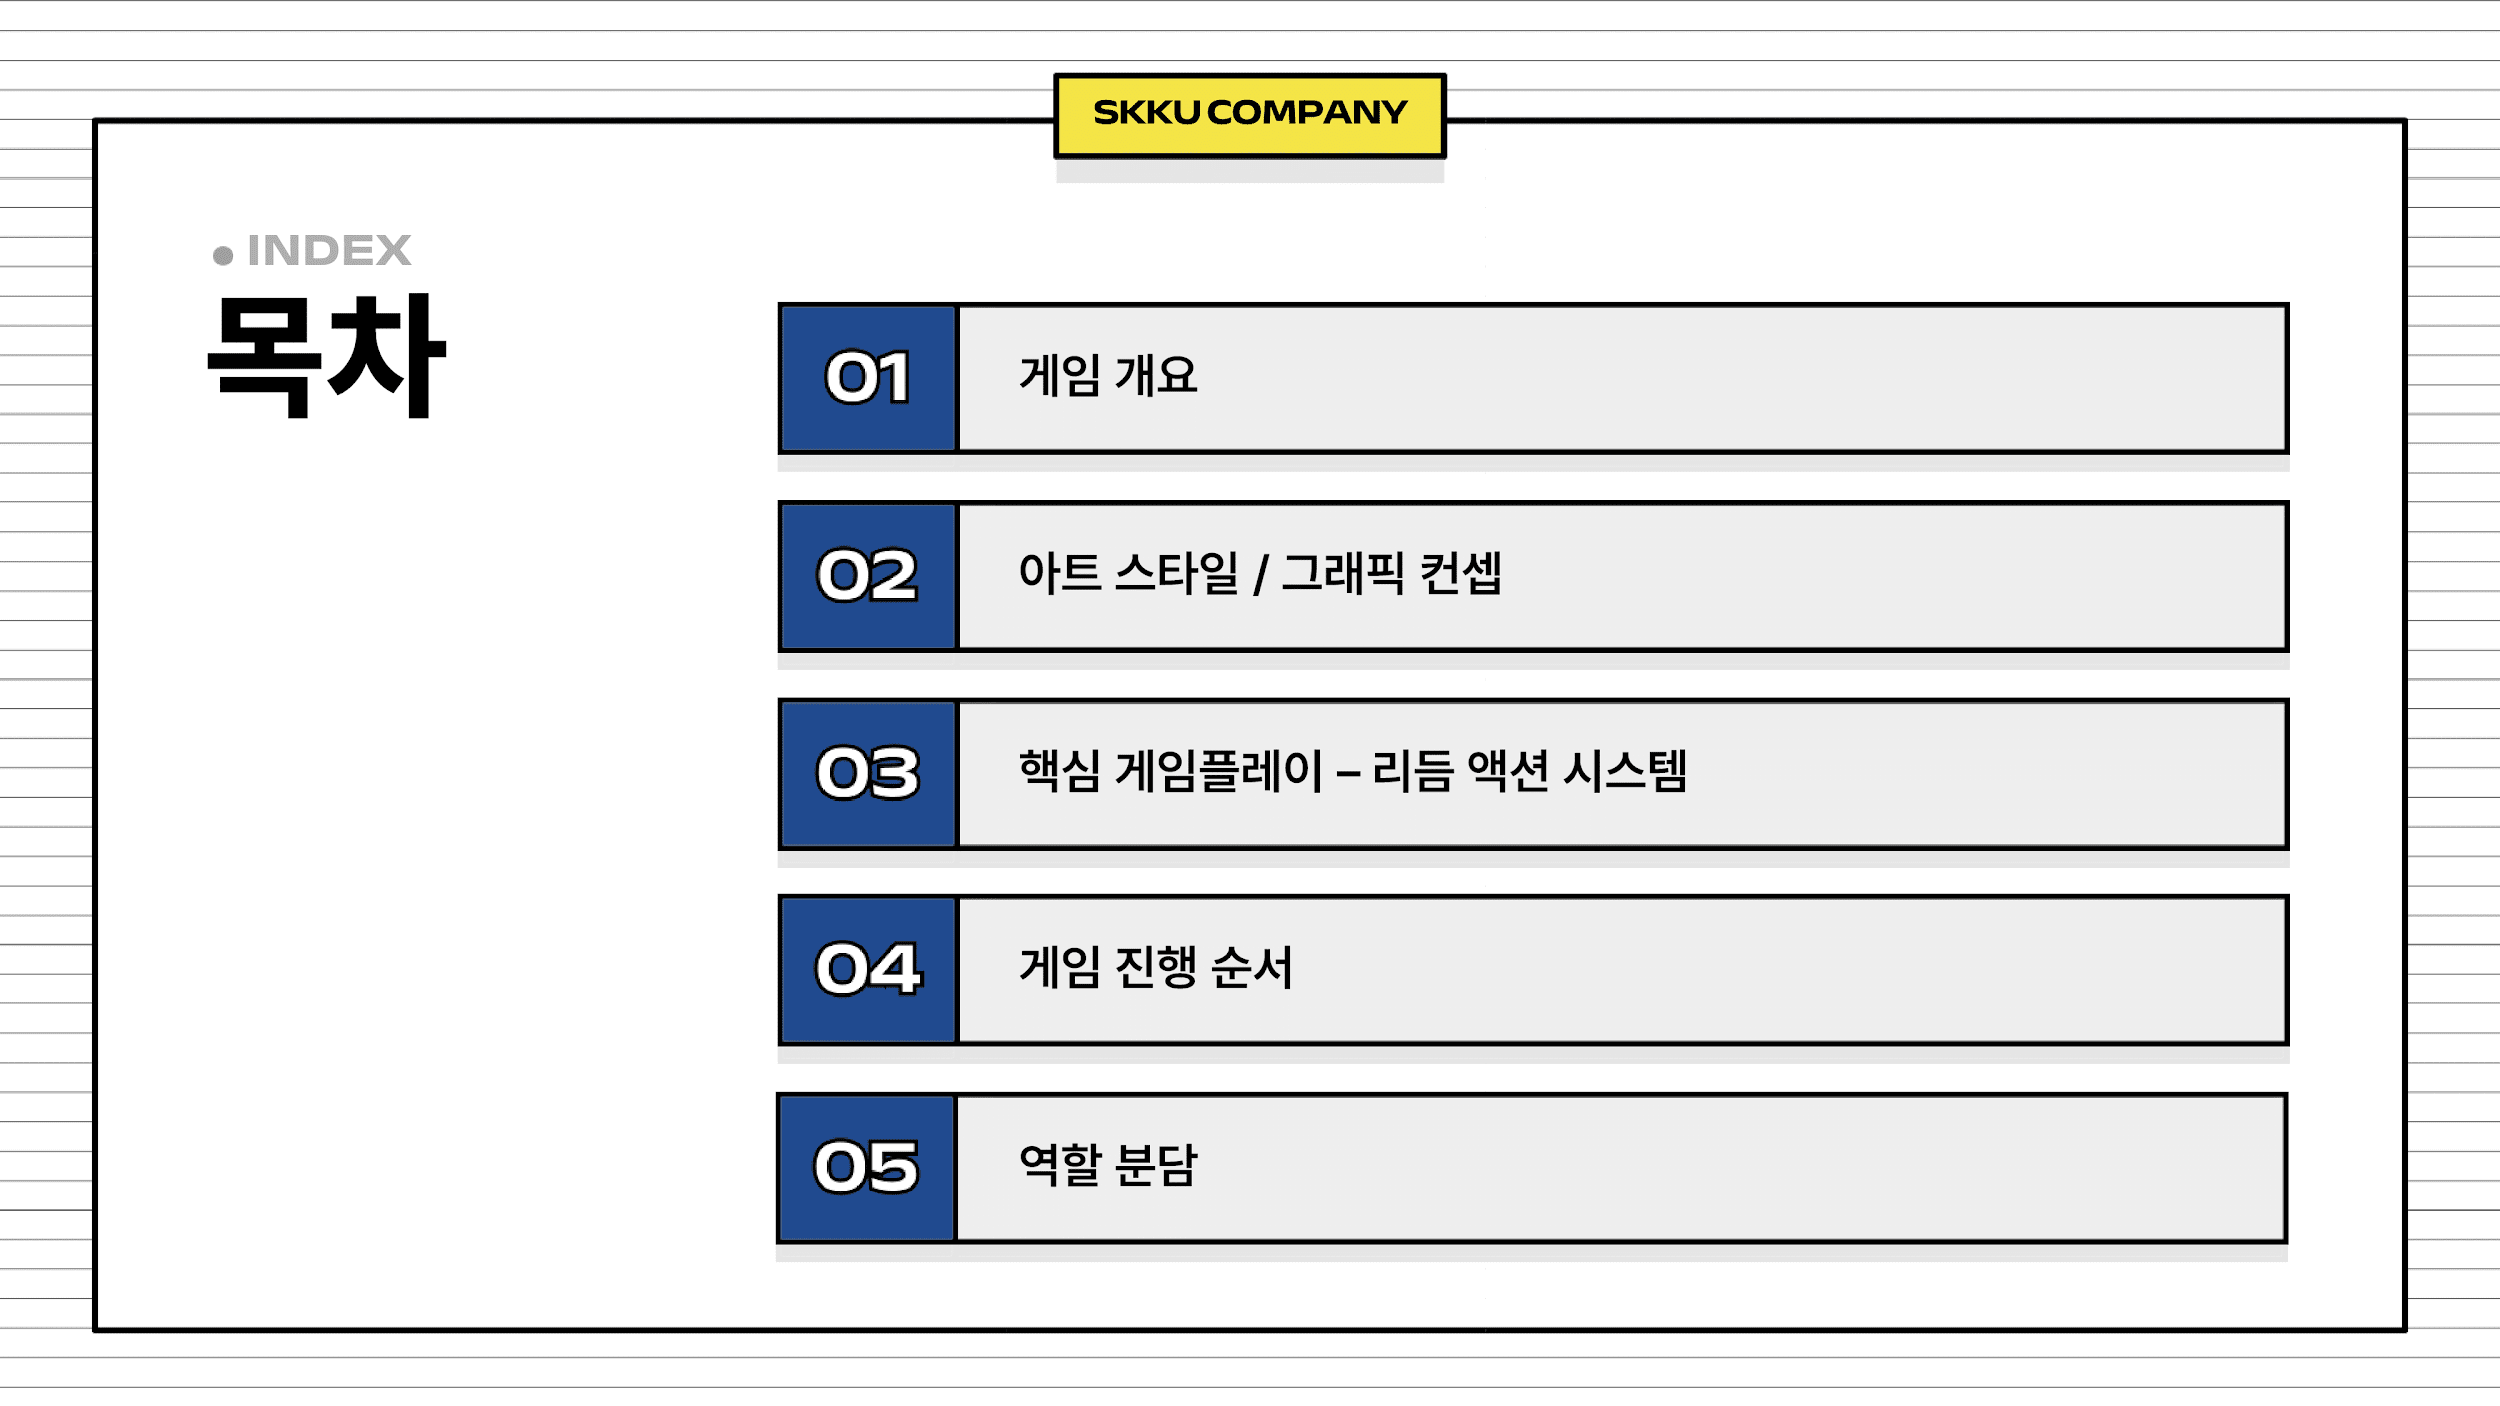 SKKU COMPANY
INDEX
목차
01 게임 개요
02 아트 스타일 / 그래픽 컨셉
03 핵심 게임플레이 – 리듬 액션 시스템
04 게임 진행 순서
05 역할 분담